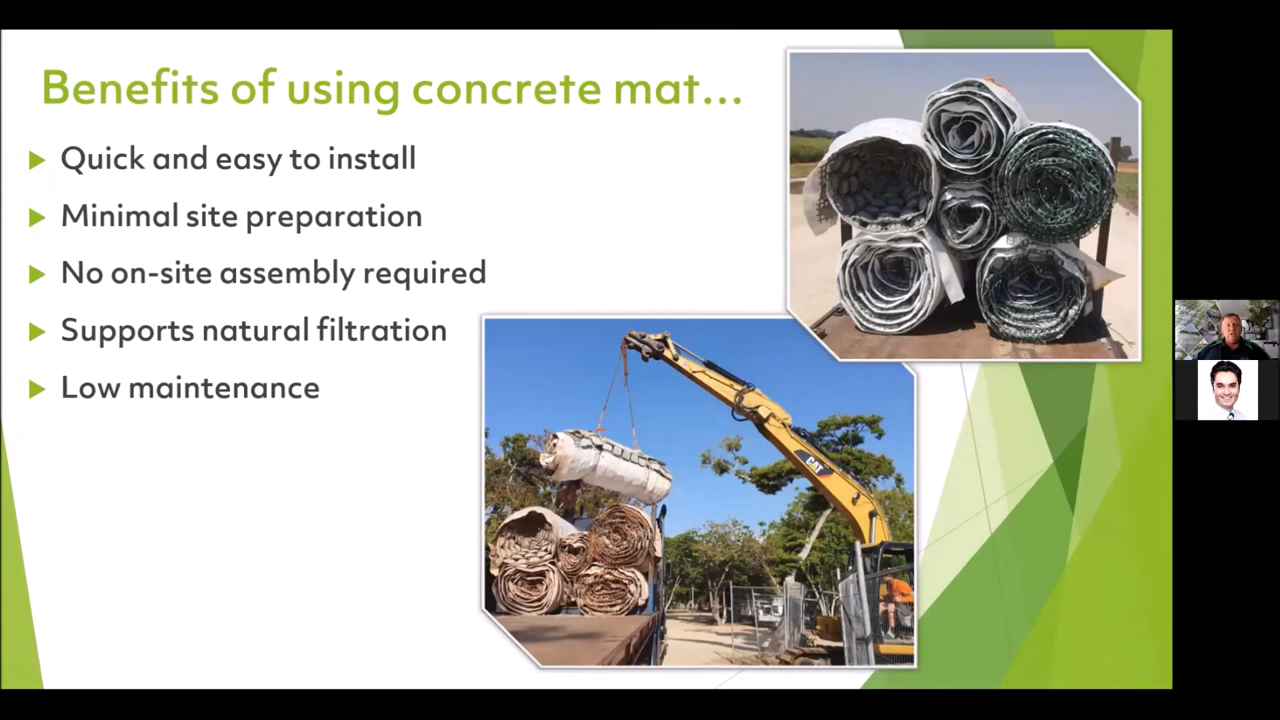 Benefits of using concrete mat...
Quick and easy to install
Minimal site preparation
No on-site assembly required
Supports natural filtration
Low maintenance
CAT